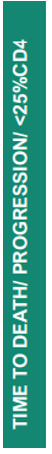 TIME TO DEATH/ PROGRESSION/ <25%CD4